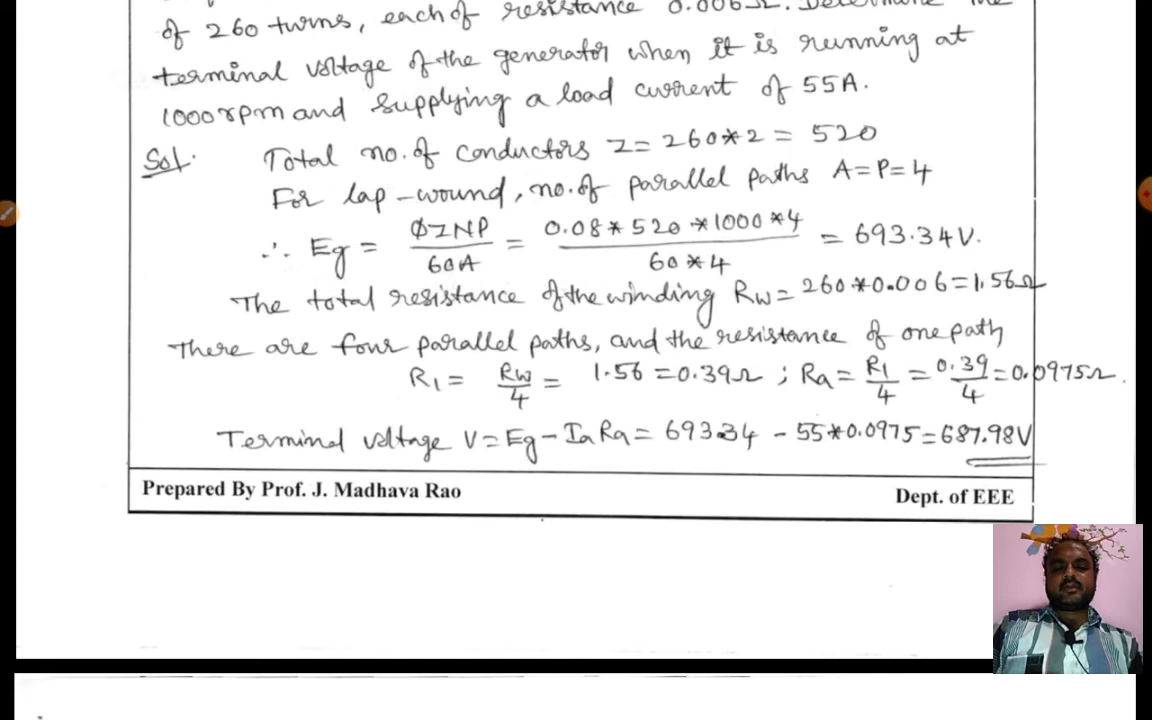 of 260 turns, each of resistance 0.006Ω. Determine the
terminal voltage of the generator when it is running at
1000rpm and supplying a load current of 55A.
Sol. Total no. of conductors Z = 260*2 = 520
For lap-wound, no. of parallel paths A=P=4
∴ Eg = ØZNP/60A = 0.08*520*1000*4/60*4 = 693.34V.
The total resistance of the winding Rw = 260*0.006=1.56Ω
There are four parallel paths, and the resistance of one path
R1 = Rw/4 = 1.56 =0.39Ω ; Ra = R1/4 = 0.39/4 = 0.0975Ω.
Terminal voltage V = Eg - IaRa = 693.34 - 55*0.0975 = 687.98V
Prepared By Prof. J. Madhava Rao
Dept. of EEE